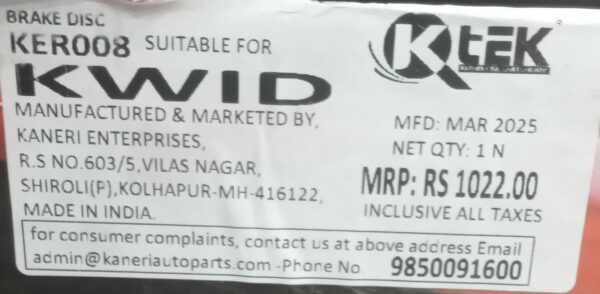 BRAKE DISC
KER008 SUITABLE FOR
KWID
KtEK
MANUFACTURED & MARKETED BY,
KANERI ENTERPRISES,
R.S NO.603/5,VILAS NAGAR,
SHIROLI(P),KOLHAPUR-MH-416122,
MADE IN INDIA.
MFD: MAR 2025
NET QTY: 1 N
MRP: RS 1022.00
INCLUSIVE ALL TAXES
for consumer complaints, contact us at above address Email
admin@kaneriautoparts.com -Phone No. 9850091600